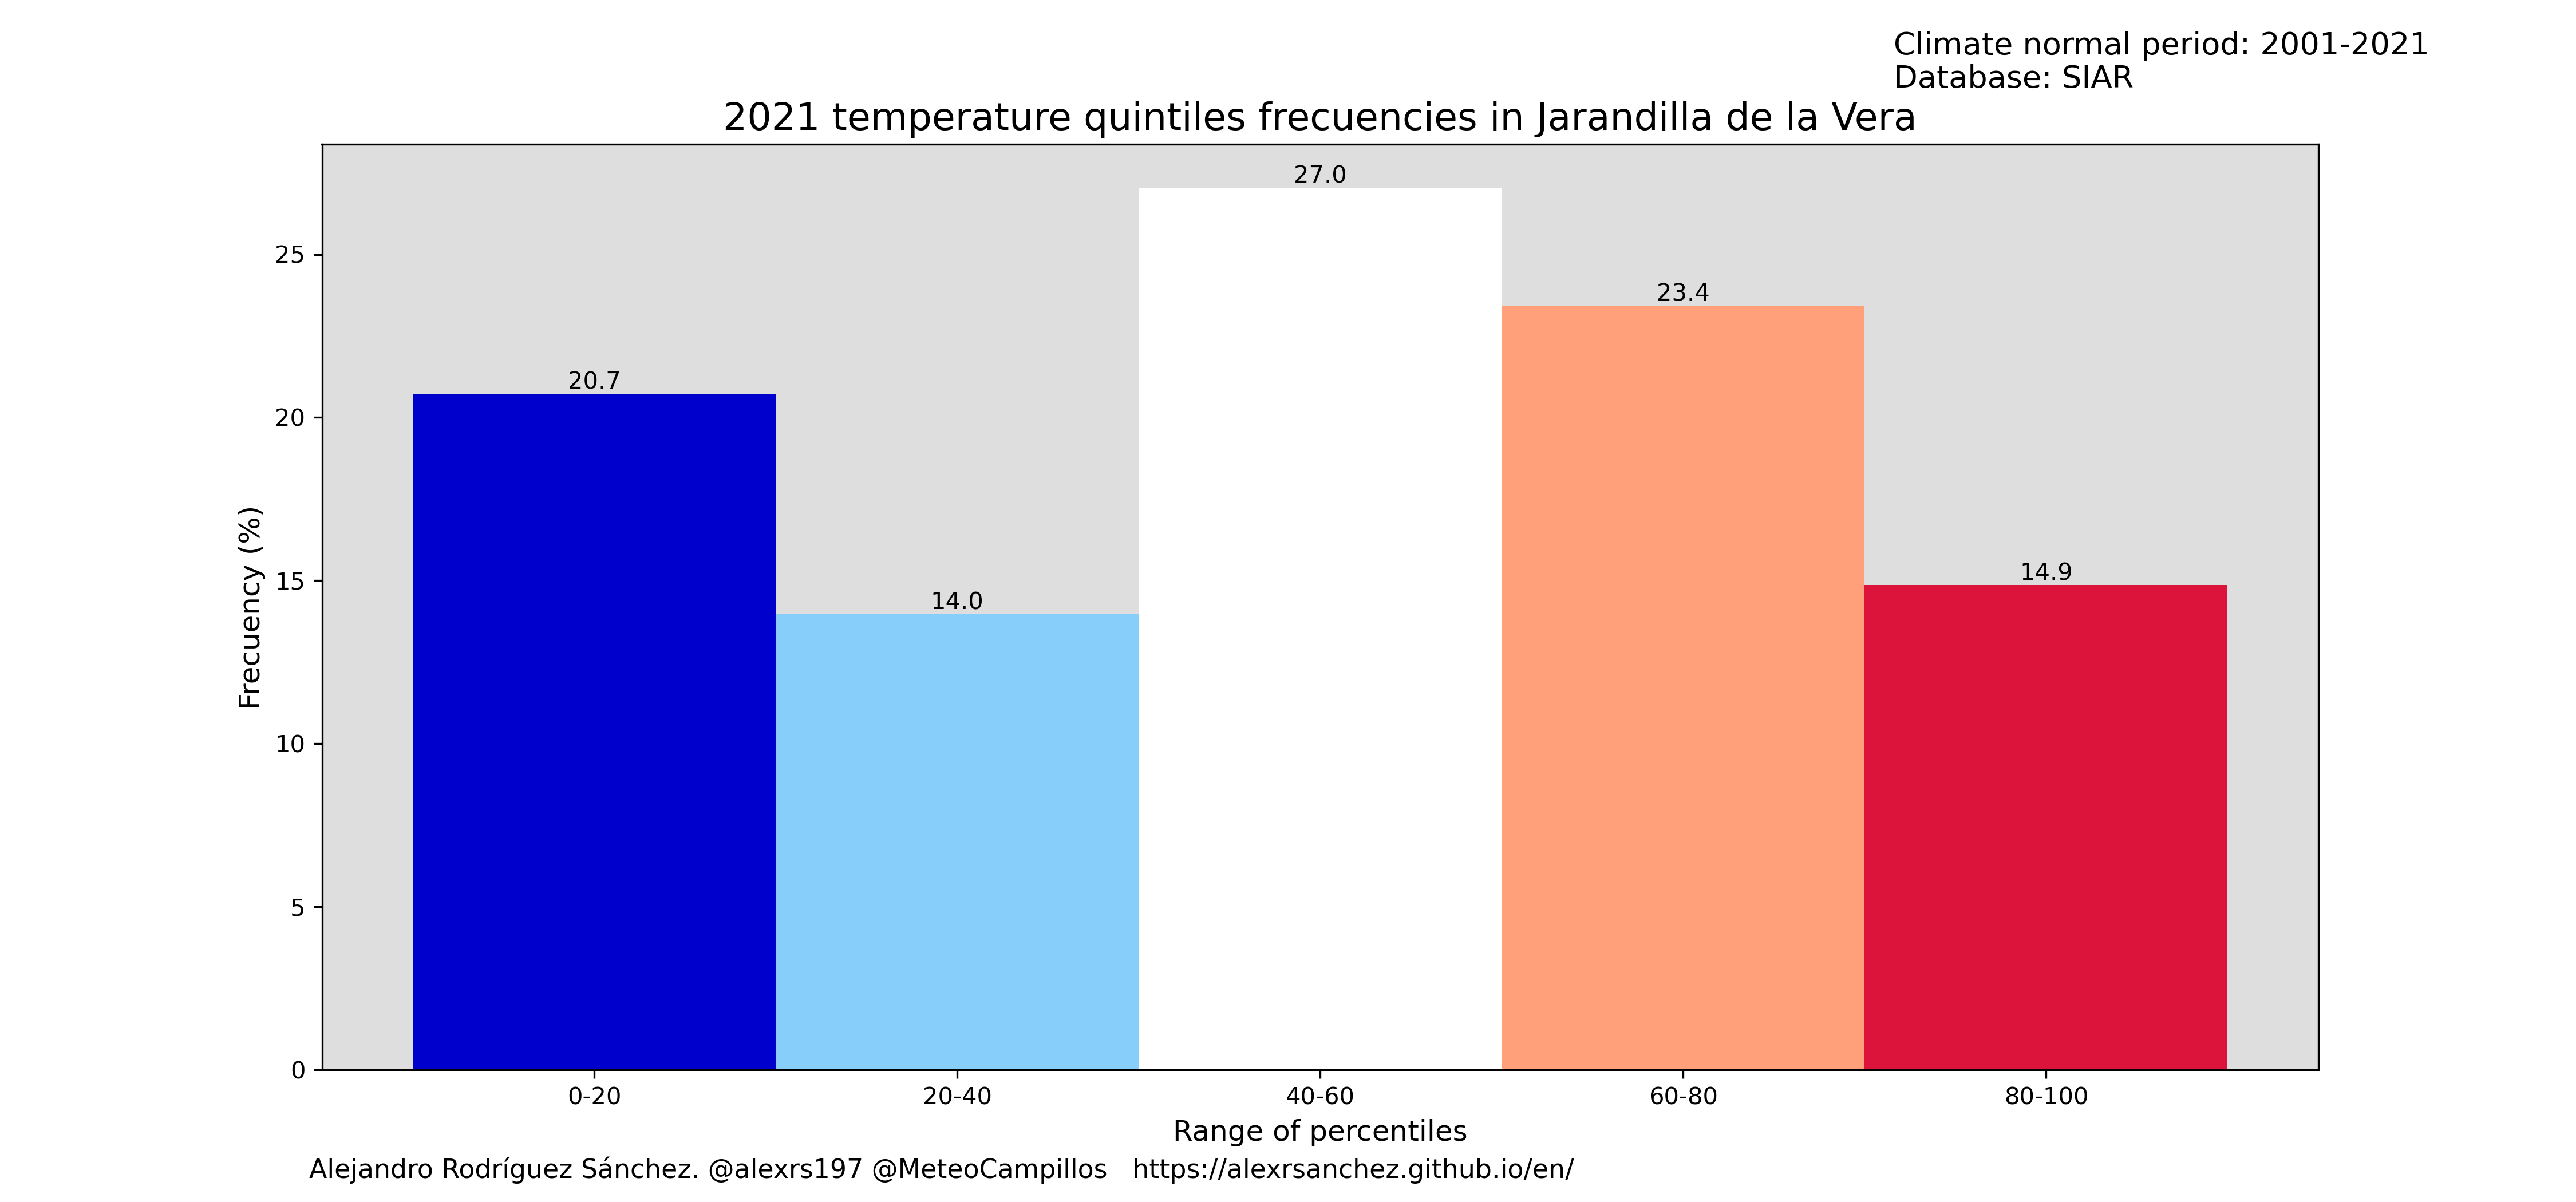 Climate normal period: 2001-2021
Database: SIAR
2021 temperature quintiles frecuencies in Jarandilla de la Vera
27.0
25
23.4
20.7
20
Frecuency (%)
15
14.9
14.0
10
5
0
0-20
20-40
40-60
60-80
80-100
Range of percentiles
Alejandro Rodríguez Sánchez. @alexrs197 @MeteoCampillos   https://alexrsanchez.github.io/en/